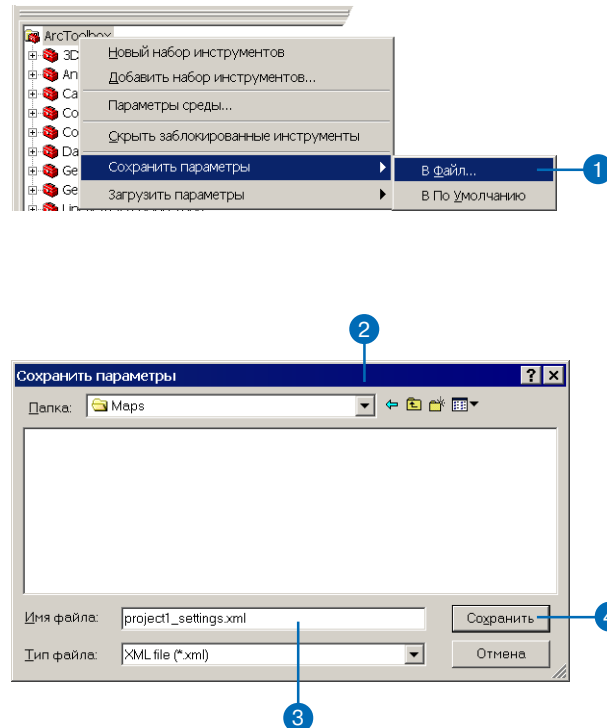 ArcToolbox
3D
An
Ca
Co
Co
Da
Ge
Ge
Новый набор инструментов
Добавить набор инструментов...
Параметры среды...
Скрыть заблокированные инструменты
Сохранить параметры
Загрузить параметры
В Файл...
В По Умолчанию
1
2
Сохранить параметры
Папка: Maps
Имя файла: project1_settings.xml
Сохранить
4
Тип файла: XML file (*.xml)
Отмена
3